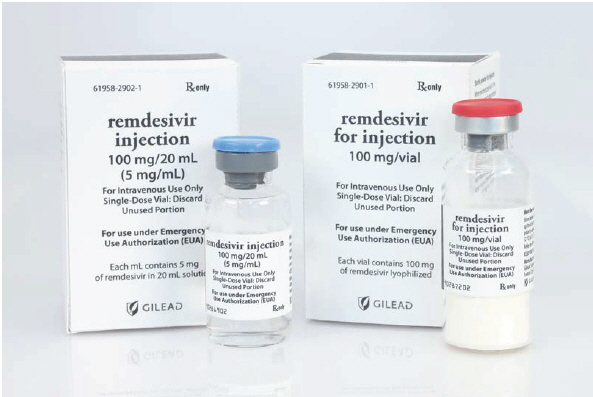 61958-2902-1
Rx only
remdesivir
injection
100 mg/20 mL
(5 mg/mL)
For Intravenous Use Only
Single-Dose Vial: Discard
Unused Portion
For use under Emergency
Use Authorization (EUA)
Each mL contains 5 mg
of remdesivir in 20 mL
GILEAD
remdesivir injection
100 mg/20 mL
(5 mg/mL)
For Intravenous Use Only
Single-Dose Vial: Discard
Unused Portion
For use under Emergency
Use Authorization (EUA)
Rx only
61958-2901-1
Rx only
remdesivir
for injection
100 mg/vial
For Intravenous Use Only
Single-Dose Vial: Discard
Unused Portion
For use under Emergency
Use Authorization (EUA)
Each vial contains 100 mg
of remdesivir lyophilized
GILEAD
remdesivir
for injection
100 mg/vial
For Intravenous Use Only
Single-Dose Vial: Discard
Unused Portion
For use under Emergency
Use Authorization (EUA)
Rx only